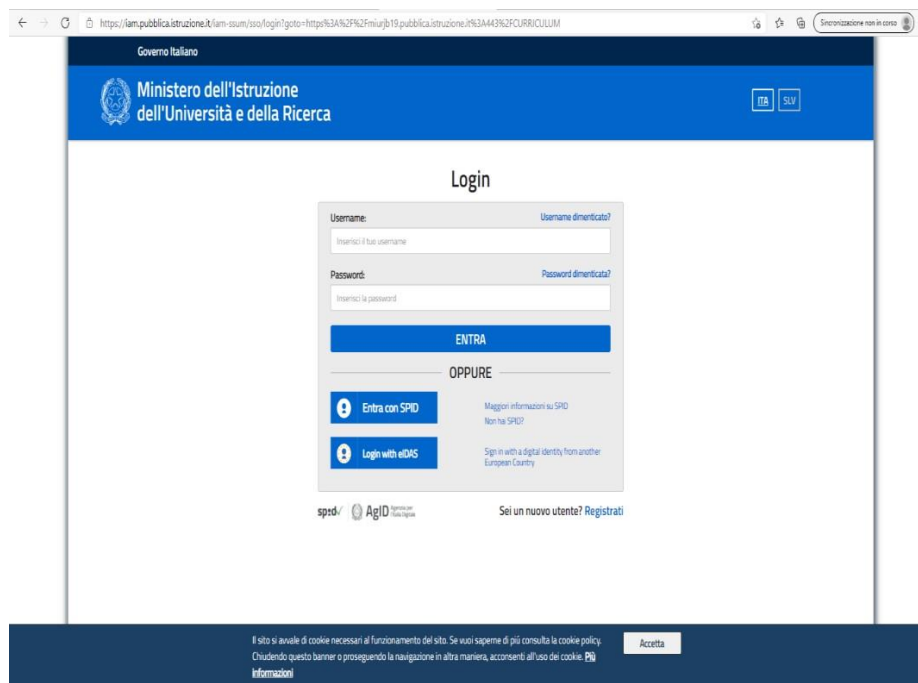 https://iam.pubblica.istruzione.it/iam-ssum/sso/login?goto=https%3A%2F%2Fmiurjb19.pubblica.istruzione.it%3A443%2FCURRICULUM
Sincronizzazione non in corso
Governo Italiano
Ministero dell'Istruzione
dell'Università e della Ricerca
ITA SLV
Login
Username: Username dimenticato?
Inserisci il tuo username
Password: Password dimenticata?
Inserisci la password
ENTRA
OPPURE
Entra con SPID
Maggiori informazioni su SPID
Non hai SPID?
Login with eIDAS
Sign in with a digital identity from another
European Country
sped AgID Agenzia per
l'Italia Digitale
Sei un nuovo utente? Registrati
Il sito si avvale di cookie necessari al funzionamento del sito. Se vuoi saperne di più consulta la cookie policy.
Chiudendo questo banner o proseguendo la navigazione in altra maniera, acconsenti all'uso dei cookie. Più
informazioni
Accetta